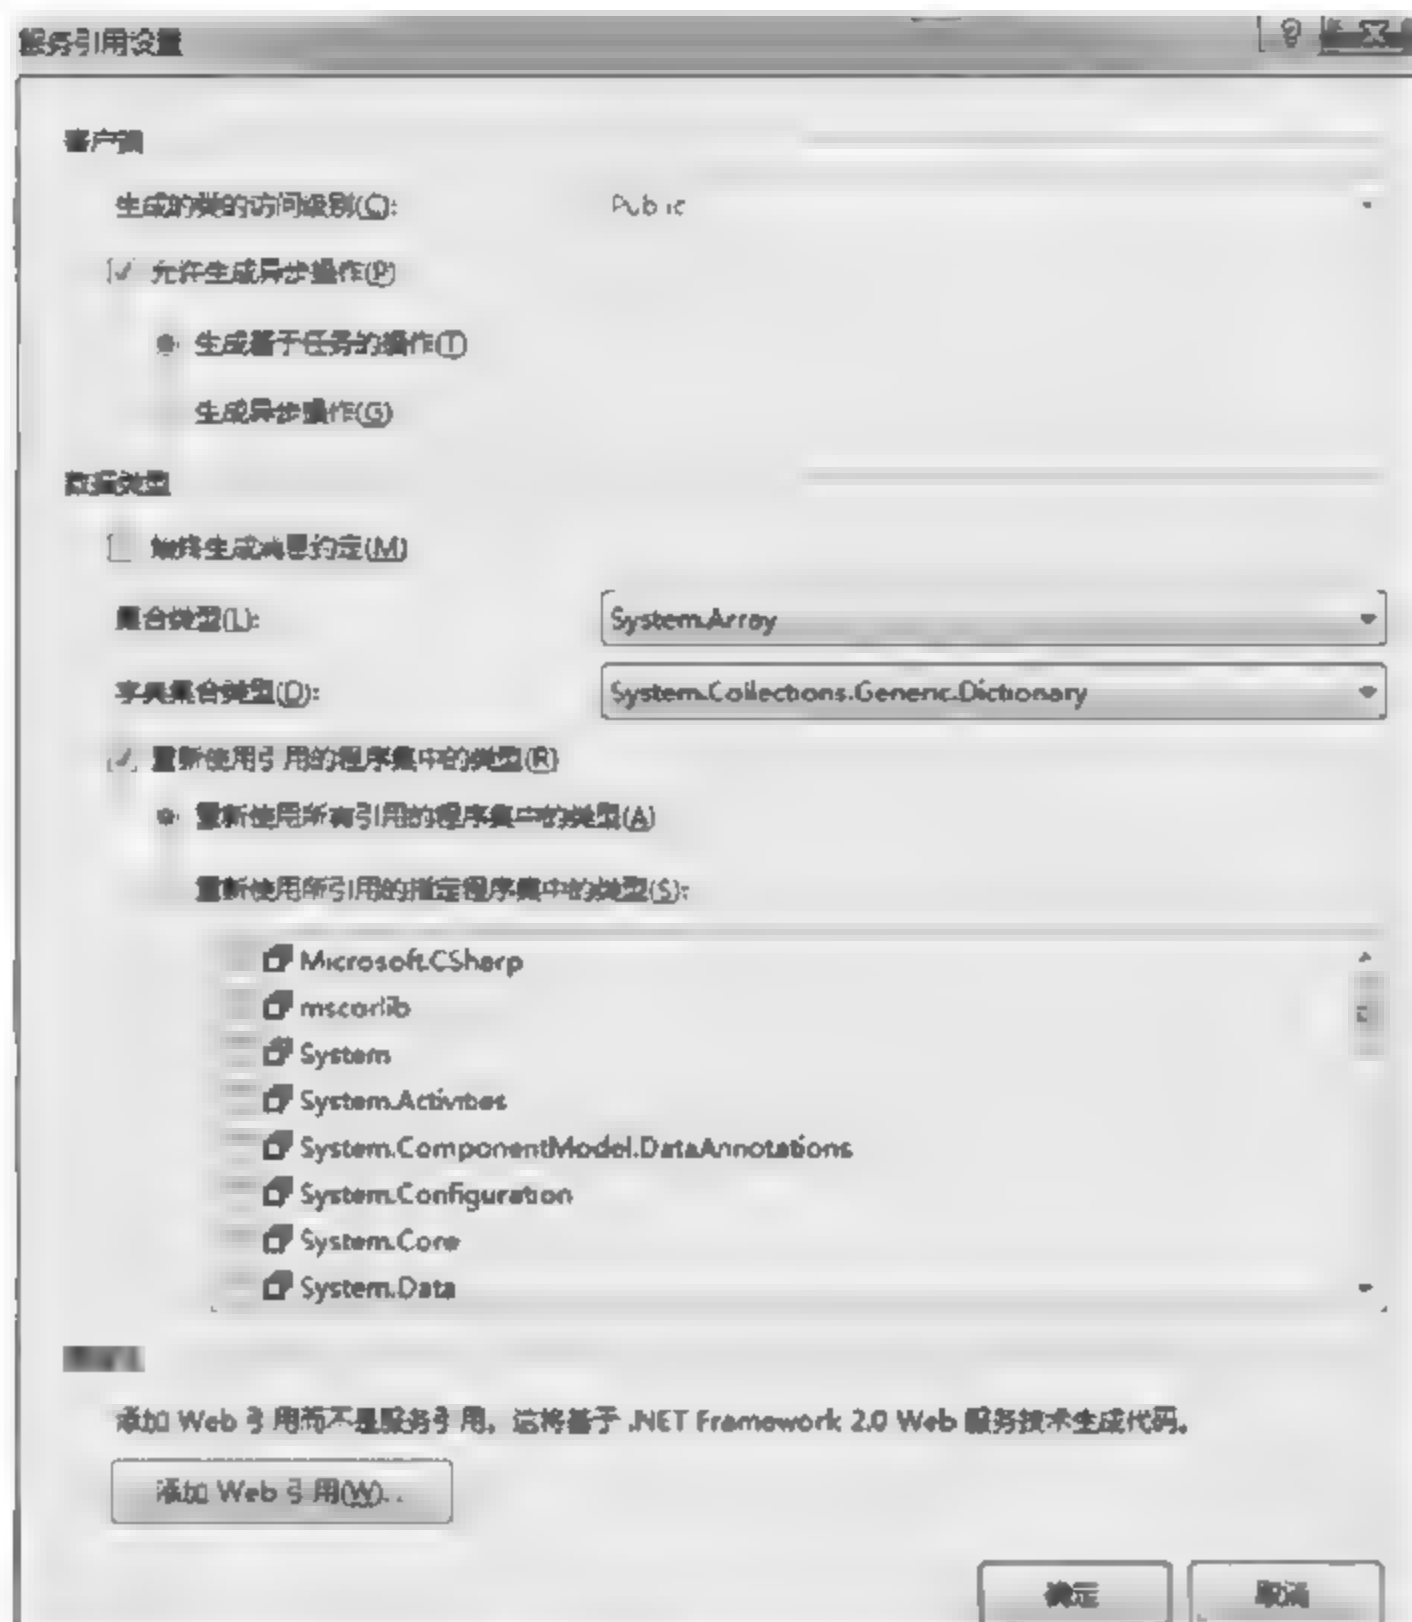 服务引用设置
客户端
生成的类的访问级别(C):
Public
允许生成异步操作(P)
生成基于任务的操作(T)
生成异步操作(G)
数据类型
始终生成消息约定(M)
集合类型(L):
System.Array
字典集合类型(D):
System.Collections.Generic.Dictionary
重新使用引用的程序集中的类型(R)
重新使用所有引用的程序集中的类型(A)
重新使用所引用的指定程序集中的类型(S):
Microsoft.CSharp
mscorlib
System
System.Activities
System.ComponentModel.DataAnnotations
System.Configuration
System.Core
System.Data
添加 Web 引用而不是服务引用。这将基于 .NET Framework 2.0 Web 服务技术生成代码。
添加 Web 引用(W)...
确定
取消